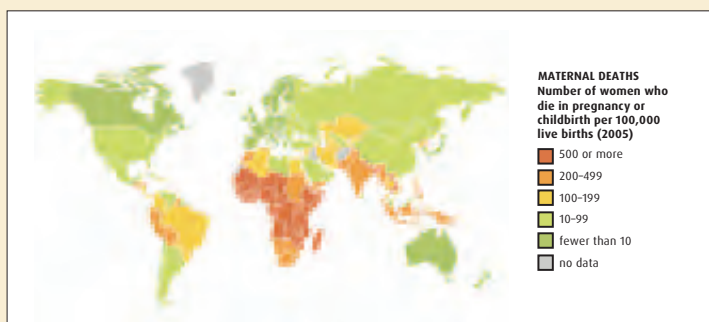 MATERNAL DEATHS
Number of women who
die in pregnancy or
childbirth per 100,000
live births (2005)
500 or more
200–499
100–199
10–99
fewer than 10
no data